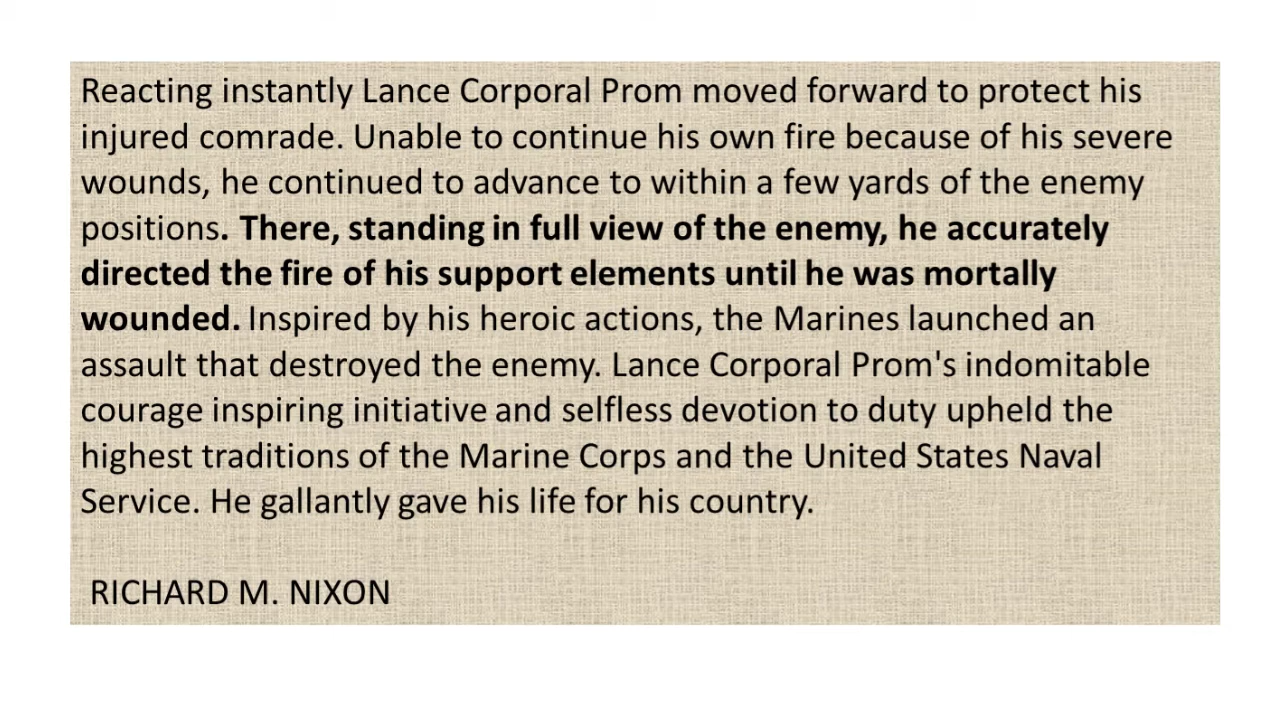 Reacting instantly Lance Corporal Prom moved forward to protect his
injured comrade. Unable to continue his own fire because of his severe
wounds, he continued to advance to within a few yards of the enemy
positions. There, standing in full view of the enemy, he accurately
directed the fire of his support elements until he was mortally
wounded. Inspired by his heroic actions, the Marines launched an
assault that destroyed the enemy. Lance Corporal Prom's indomitable
courage inspiring initiative and selfless devotion to duty upheld the
highest traditions of the Marine Corps and the United States Naval
Service. He gallantly gave his life for his country.
RICHARD M. NIXON